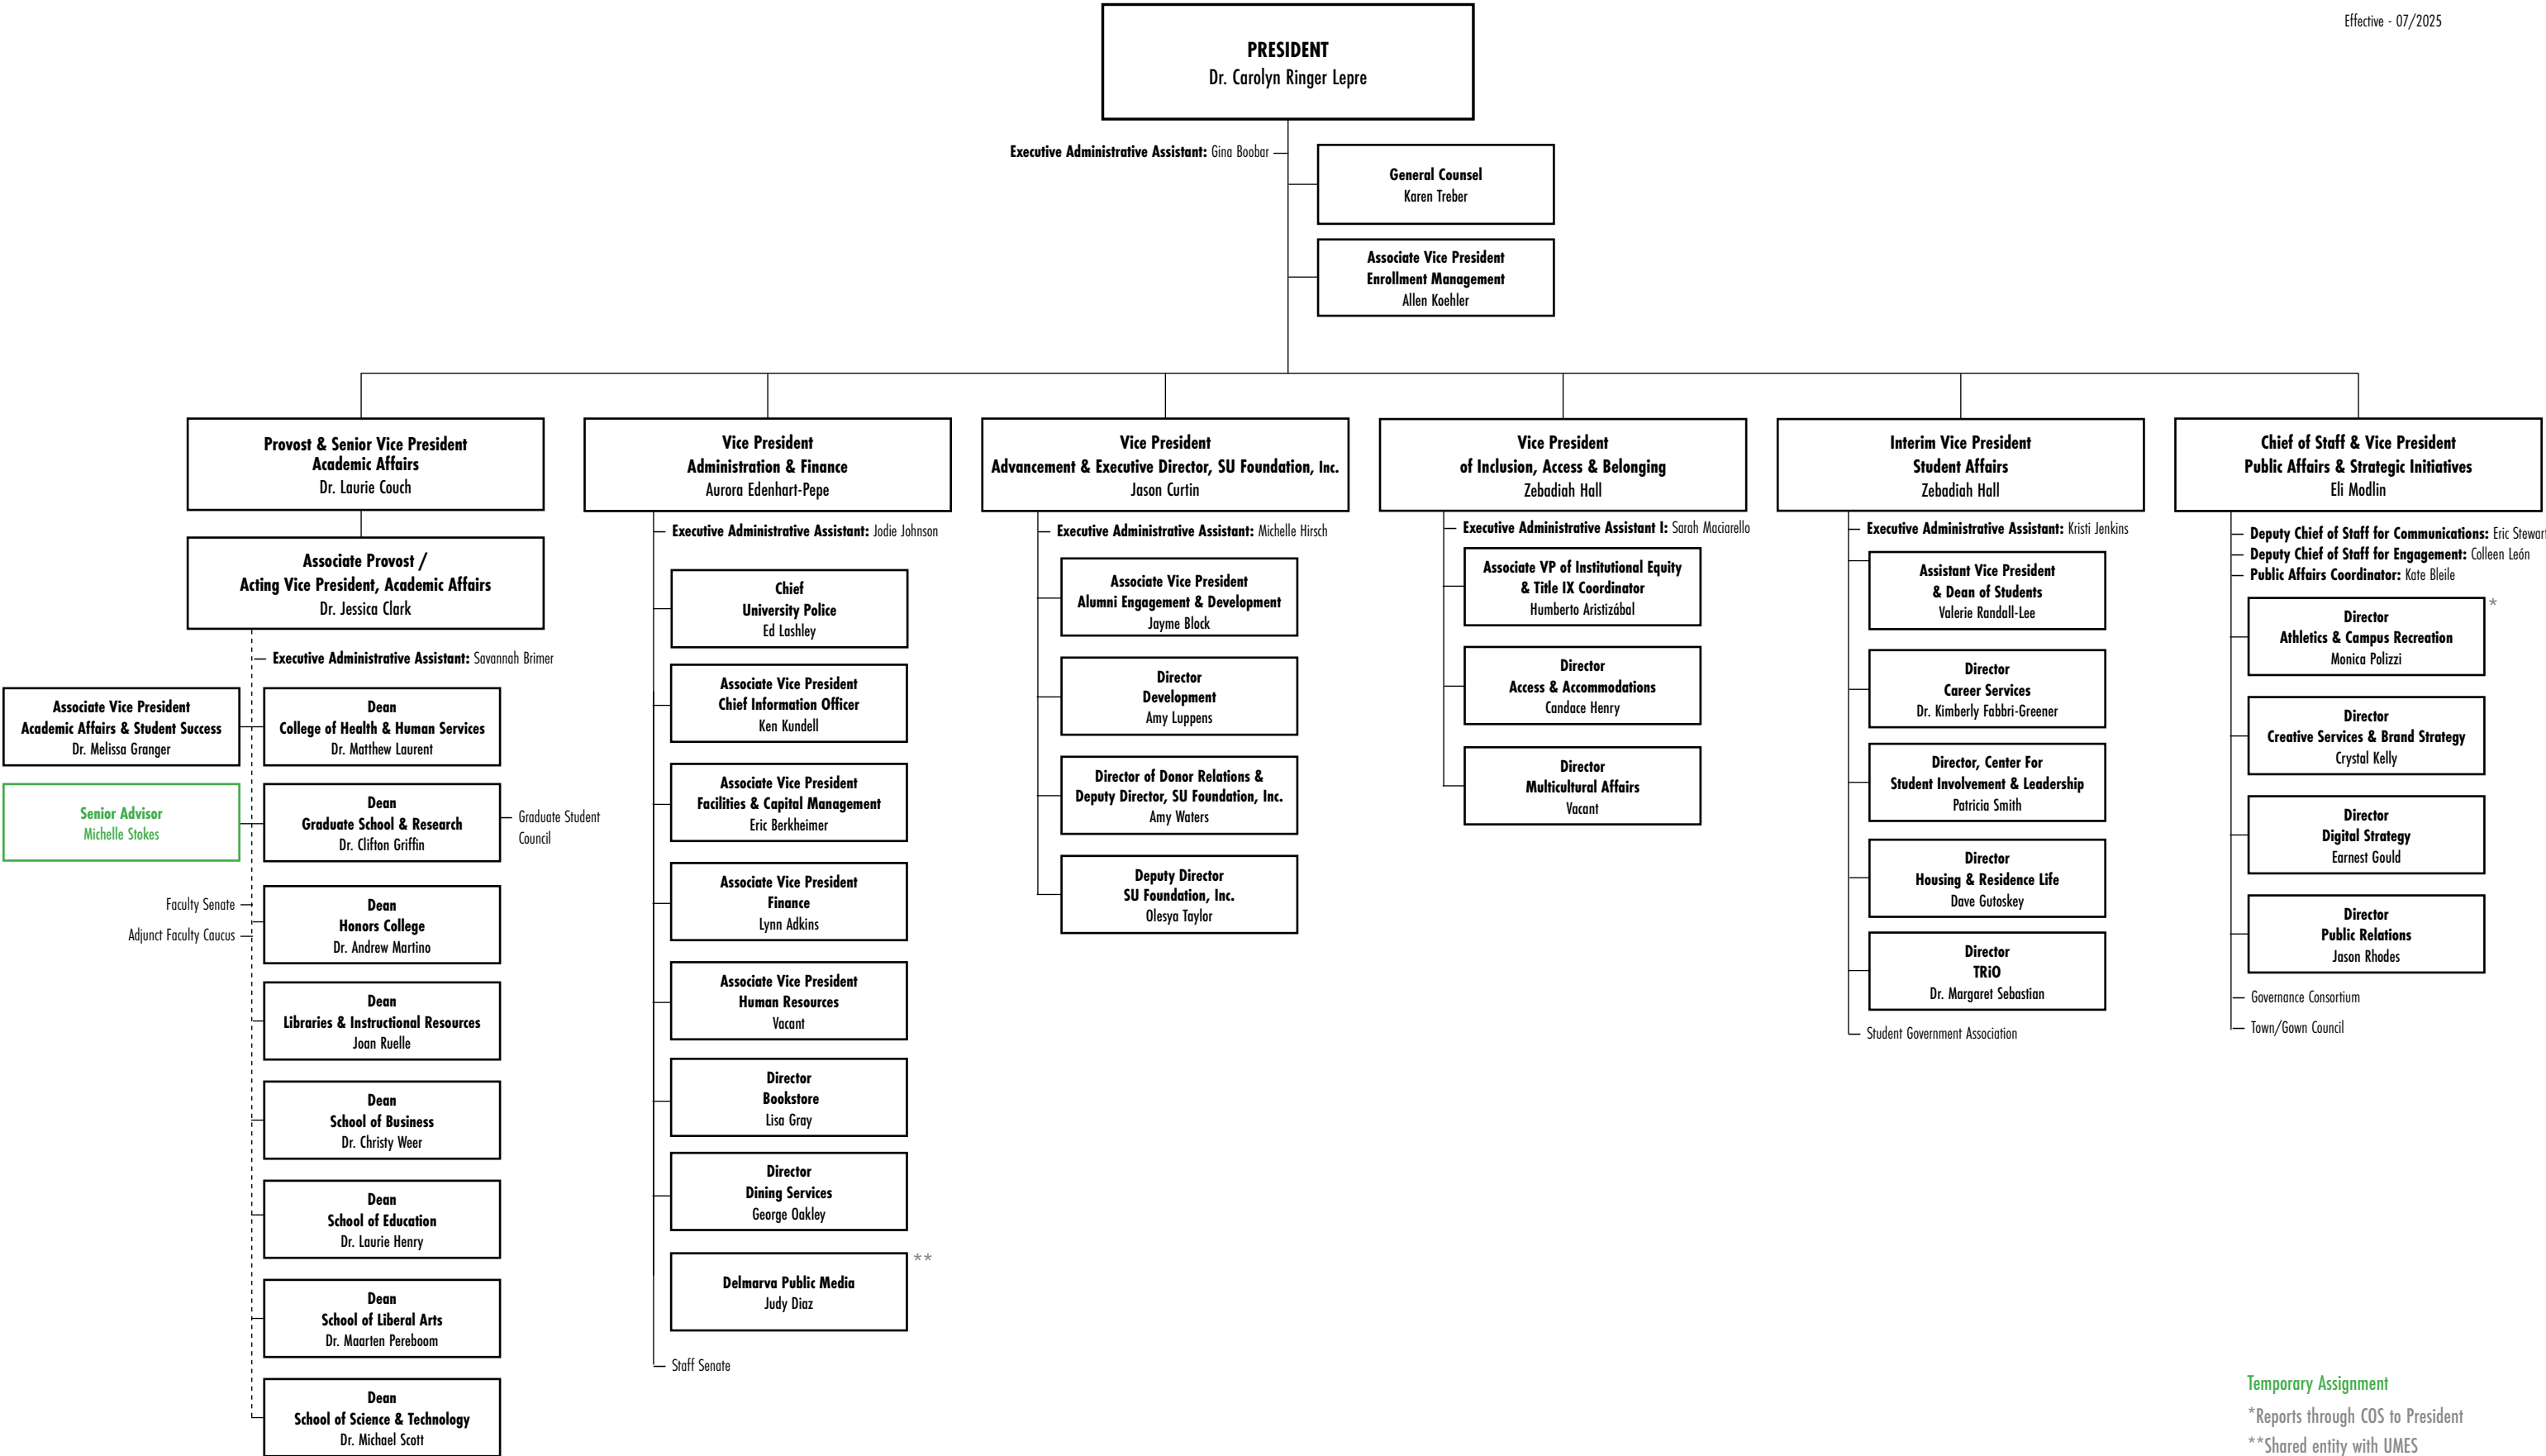 Effective - 07/2025
PRESIDENT
Dr. Carolyn Ringer Lepre
Executive Administrative Assistant: Gina Boobar
General Counsel
Karen Treber
Associate Vice President
Enrollment Management
Allen Koehler
Provost & Senior Vice President
Academic Affairs
Dr. Laurie Couch
Associate Provost /
Acting Vice President, Academic Affairs
Dr. Jessica Clark
Executive Administrative Assistant: Savannah Brimer
Associate Vice President
Academic Affairs & Student Success
Dr. Melissa Granger
Dean
College of Health & Human Services
Dr. Matthew Laurent
Senior Advisor
Michelle Stokes
Dean
Graduate School & Research
Dr. Clifton Griffin
Graduate Student
Council
Faculty Senate
Adjunct Faculty Caucus
Dean
Honors College
Dr. Andrew Martino
Dean
Libraries & Instructional Resources
Joan Ruelle
Dean
School of Business
Dr. Christy Weer
Dean
School of Education
Dr. Laurie Henry
Dean
School of Liberal Arts
Dr. Maarten Pereboom
Dean
School of Science & Technology
Dr. Michael Scott
Vice President
Administration & Finance
Aurora Edenhart-Pepe
Executive Administrative Assistant: Jodie Johnson
Chief
University Police
Ed Lashley
Associate Vice President
Chief Information Officer
Ken Kundell
Associate Vice President
Facilities & Capital Management
Eric Berkheimer
Associate Vice President
Finance
Lynn Adkins
Associate Vice President
Human Resources
Vacant
Director
Bookstore
Lisa Gray
Director
Dining Services
George Oakley
**
Delmarva Public Media
Judy Diaz
Staff Senate
Vice President
Advancement & Executive Director, SU Foundation, Inc.
Jason Curtin
Executive Administrative Assistant: Michelle Hirsch
Associate Vice President
Alumni Engagement & Development
Jayme Block
Director
Development
Amy Luppens
Director of Donor Relations &
Deputy Director, SU Foundation, Inc.
Amy Waters
Deputy Director
SU Foundation, Inc.
Olesya Taylor
Vice President
of Inclusion, Access & Belonging
Zebadiah Hall
Executive Administrative Assistant I: Sarah Maciarello
Associate VP of Institutional Equity
& Title IX Coordinator
Humberto Aristizábal
Director
Access & Accommodations
Candace Henry
Director
Multicultural Affairs
Vacant
Interim Vice President
Student Affairs
Zebadiah Hall
Executive Administrative Assistant: Kristi Jenkins
Assistant Vice President
& Dean of Students
Valerie Randall-Lee
Director
Career Services
Dr. Kimberly Fabbri-Greener
Director, Center For
Student Involvement & Leadership
Patricia Smith
Director
Housing & Residence Life
Dave Gutoskey
Director
TRiO
Dr. Margaret Sebastian
Student Government Association
Chief of Staff & Vice President
Public Affairs & Strategic Initiatives
Eli Modlin
Deputy Chief of Staff for Communications: Eric Stewart
Deputy Chief of Staff for Engagement: Colleen León
Public Affairs Coordinator: Kate Bleile
*
Director
Athletics & Campus Recreation
Monica Polizzi
Director
Creative Services & Brand Strategy
Crystal Kelly
Director
Digital Strategy
Earnest Gould
Director
Public Relations
Jason Rhodes
Governance Consortium
Town/Gown Council
Temporary Assignment
*Reports through COS to President
**Shared entity with UMES